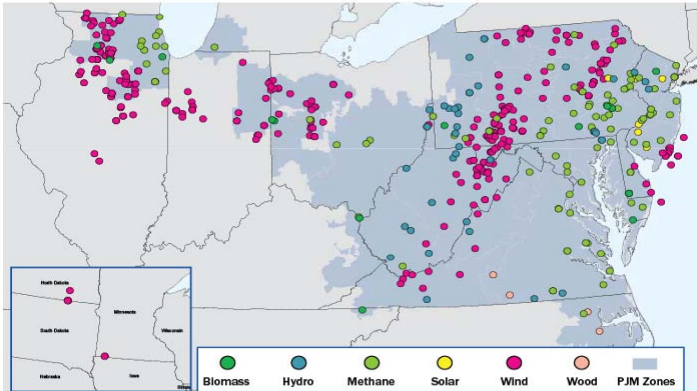 North Dakota
Minnesota
South Dakota
Wisconsin
Nebraska
Iowa
Biomass Hydro Methane Solar Wind Wood PJM Zones